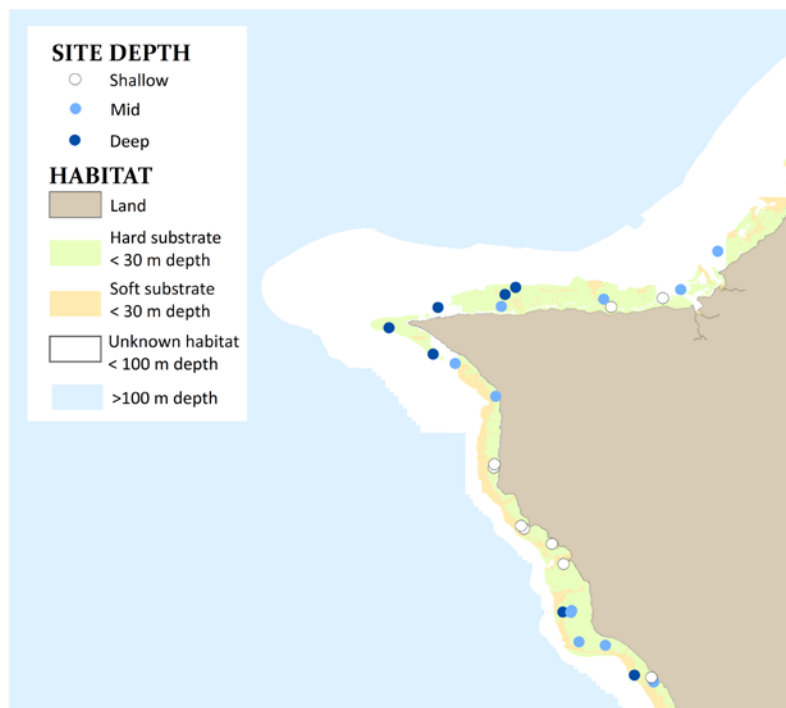 SITE DEPTH
Shallow
Mid
Deep
HABITAT
Land
Hard substrate
< 30 m depth
Soft substrate
< 30 m depth
Unknown habitat
< 100 m depth
>100 m depth